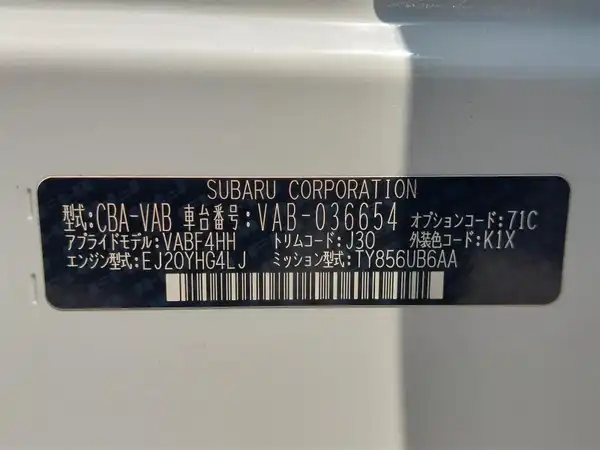 SUBARU CORPORATION
型式:CBA-VAB 車台番号:VAB-036654 オプションコード:71C
アプライドモデル:VABF4HH トリムコード:J30 外装色コード:K1X
エンジン型式:EJ20YHG4LJ ミッション型式:TY856UB6AA